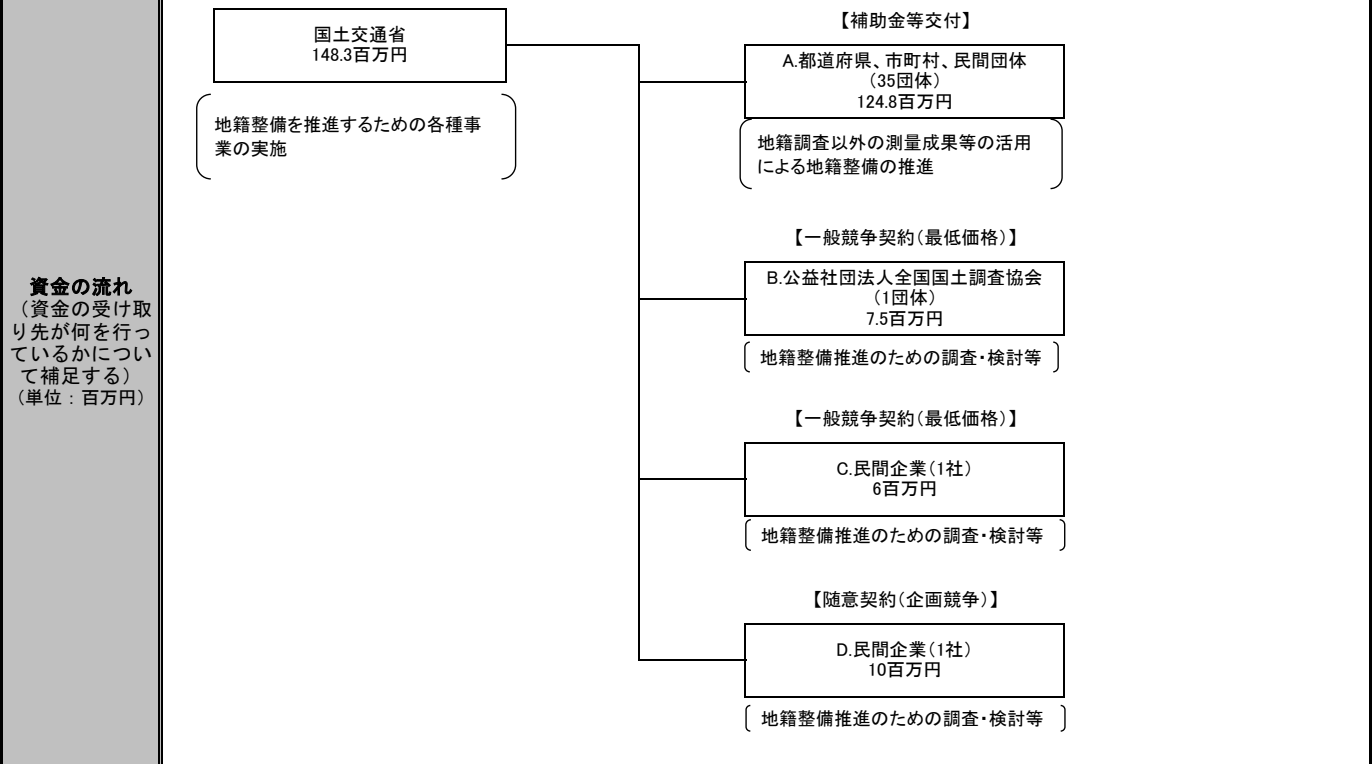 資金の流れ
（資金の受け取
り先が何を行っ
ているかについ
て補足する）
（単位：百万円）
国土交通省
148.3百万円
地籍整備を推進するための各種事
業の実施
【補助金等交付】
A.都道府県、市町村、民間団体
（35団体）
124.8百万円
地籍調査以外の測量成果等の活用
による地籍整備の推進
【一般競争契約（最低価格）】
B.公益社団法人全国国土調査協会
（1団体）
7.5百万円
地籍整備推進のための調査・検討等
【一般競争契約（最低価格）】
C.民間企業（1社）
6百万円
地籍整備推進のための調査・検討等
【随意契約（企画競争）】
D.民間企業（1社）
10百万円
地籍整備推進のための調査・検討等